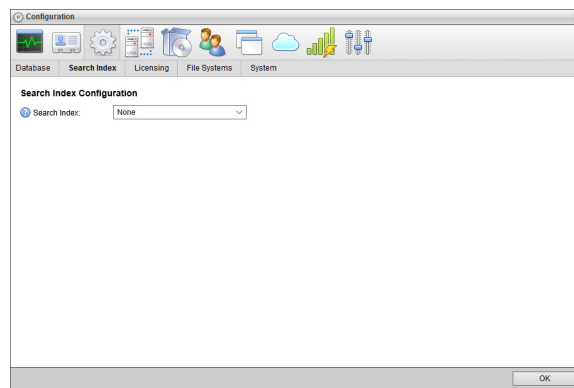 Configuration
Database Search Index Licensing File Systems System
Search Index Configuration
Search Index: None
OK